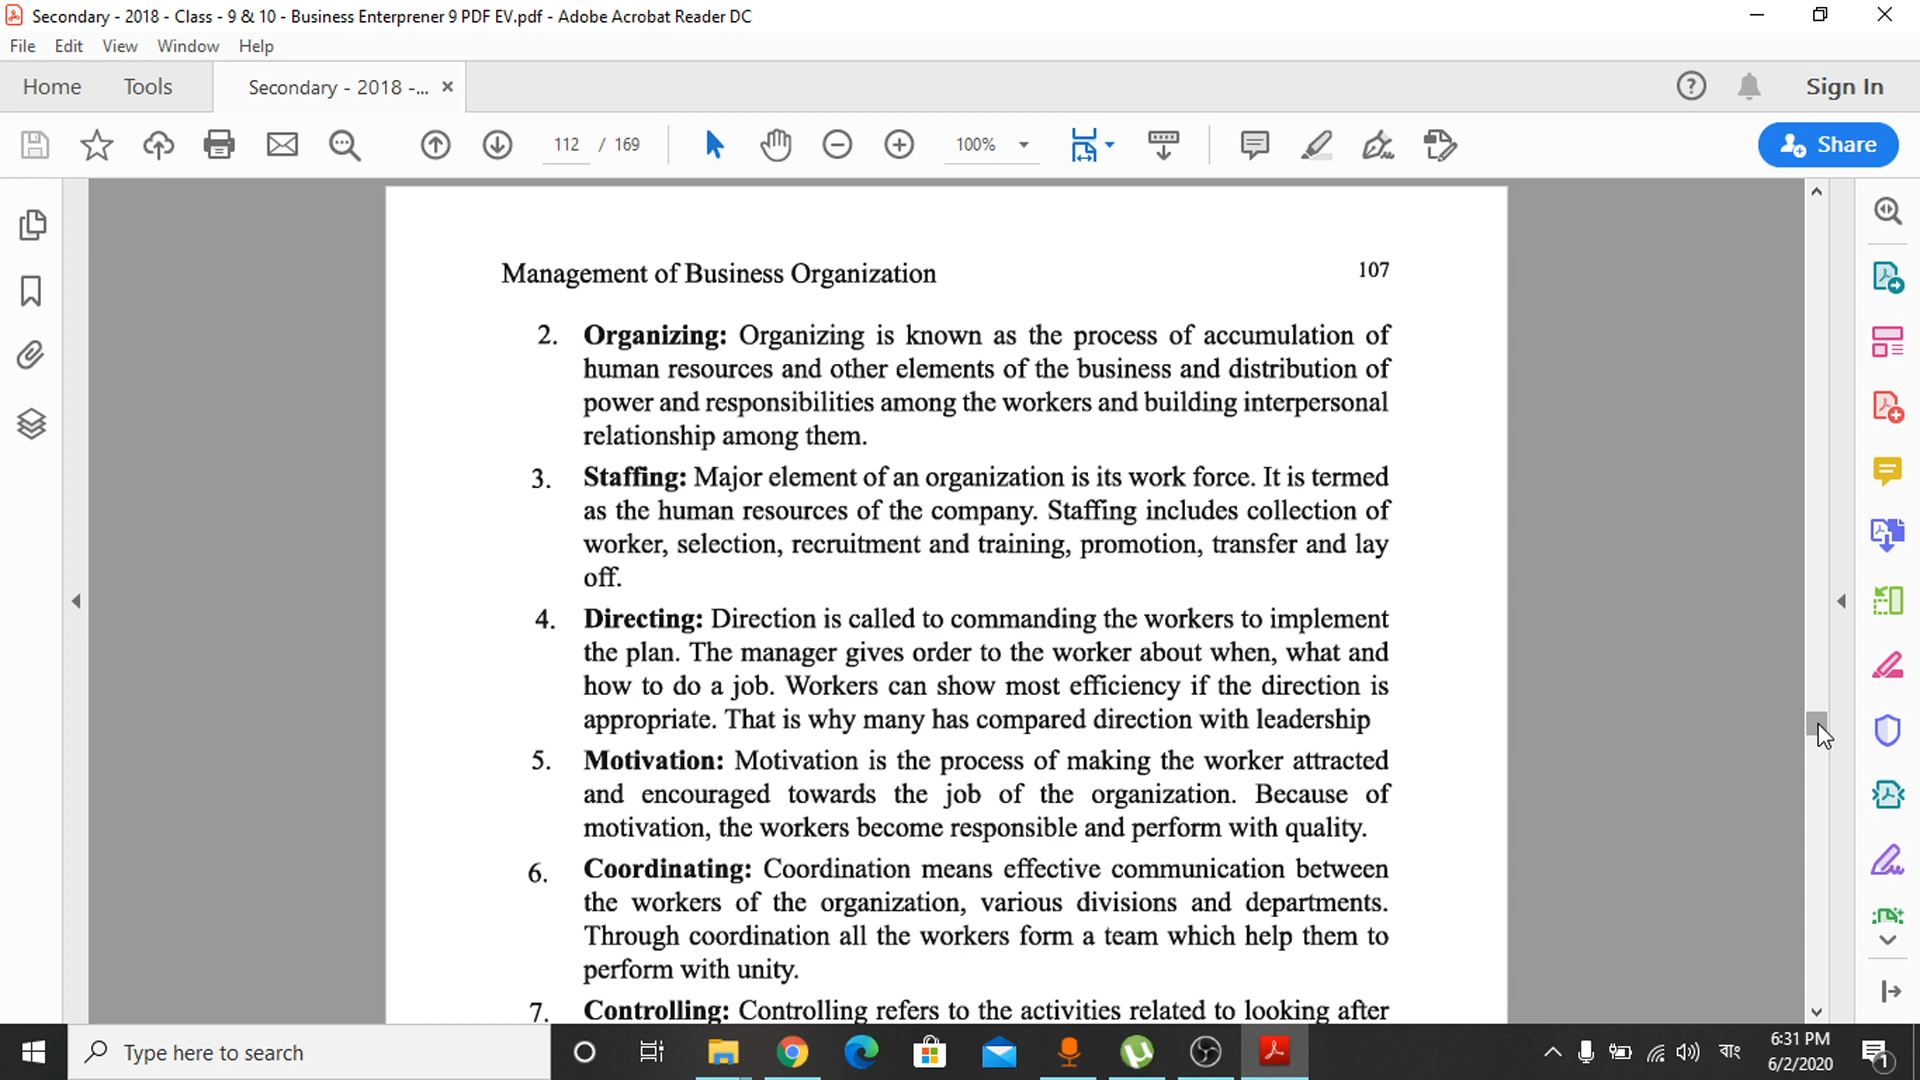 Secondary - 2018 - Class - 9 & 10 - Business Enterprener 9 PDF EV.pdf - Adobe Acrobat Reader DC
File Edit View Window Help
Home Tools Secondary - 2018 -... × Sign In
112 / 169 100% Share
Management of Business Organization 107
2. Organizing: Organizing is known as the process of accumulation of
human resources and other elements of the business and distribution of
power and responsibilities among the workers and building interpersonal
relationship among them.
3. Staffing: Major element of an organization is its work force. It is termed
as the human resources of the company. Staffing includes collection of
worker, selection, recruitment and training, promotion, transfer and lay
off.
4. Directing: Direction is called to commanding the workers to implement
the plan. The manager gives order to the worker about when, what and
how to do a job. Workers can show most efficiency if the direction is
appropriate. That is why many has compared direction with leadership
5. Motivation: Motivation is the process of making the worker attracted
and encouraged towards the job of the organization. Because of
motivation, the workers become responsible and perform with quality.
6. Coordinating: Coordination means effective communication between
the workers of the organization, various divisions and departments.
Through coordination all the workers form a team which help them to
perform with unity.
7. Controlling: Controlling refers to the activities related to looking after
Type here to search
বাং
6:31 PM
6/2/2020
1